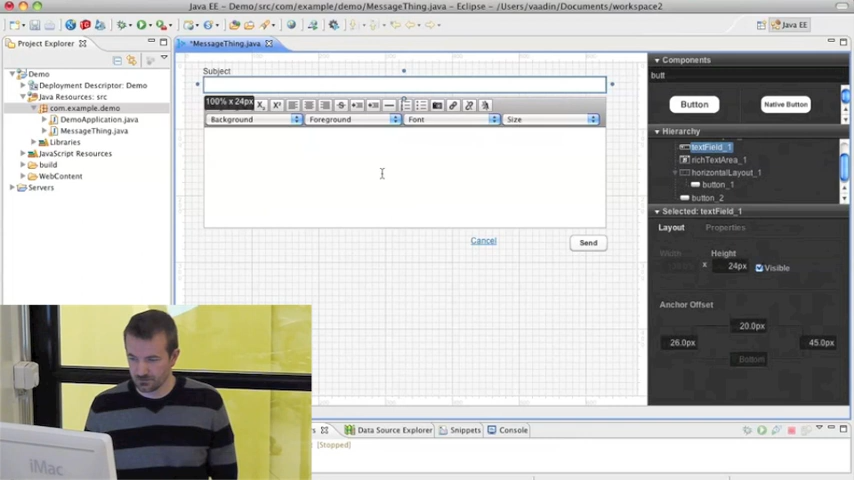 Java EE - Demo/src/com/example/demo/MessageThing.java - Eclipse - /Users/vaadin/Documents/workspace2
Java EE
Project Explorer
*MessageThing.java
Demo
Deployment Descriptor: Demo
Java Resources: src
com.example.demo
DemoApplication.java
MessageThing.java
Libraries
JavaScript Resources
build
WebContent
Servers
Subject
100% x 24px
Background
Foreground
Font
Size
Cancel
Send
Components
butt
Button
Native Button
Hierarchy
textField_1
richTextArea_1
horizontalLayout_1
button_1
button_2
Selected: textField_1
Layout
Properties
Width
Height
x
24px
Visible
Anchor Offset
20.0px
26.0px
45.0px
Bottom
Data Source Explorer
Snippets
Console
[Stopped]
iMac